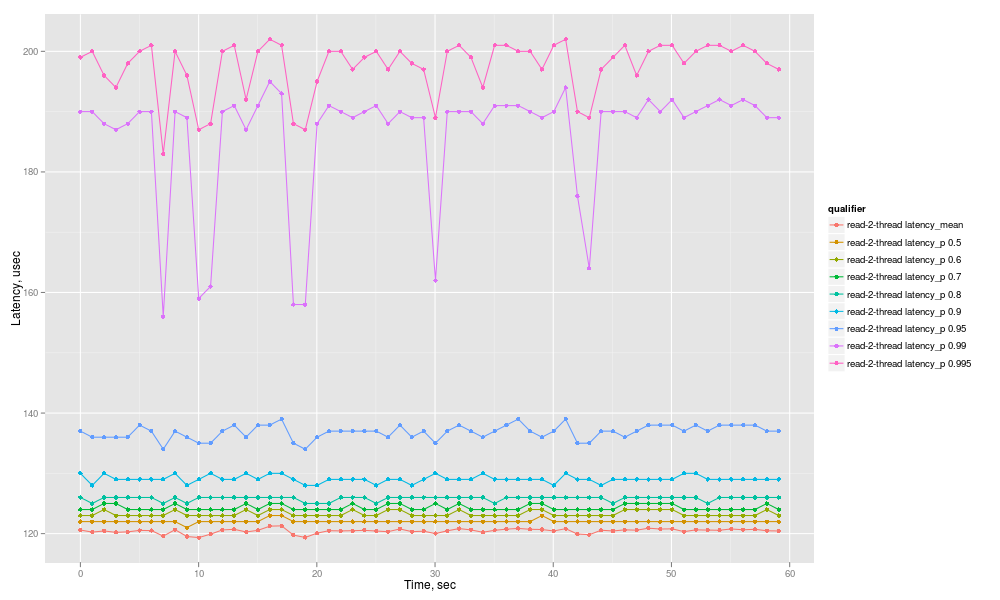 200
180
160
140
120
Latency, usec
0 10 20 30 40 50 60
Time, sec
qualifier
read-2-thread latency_mean
read-2-thread latency_p 0.5
read-2-thread latency_p 0.6
read-2-thread latency_p 0.7
read-2-thread latency_p 0.8
read-2-thread latency_p 0.9
read-2-thread latency_p 0.95
read-2-thread latency_p 0.99
read-2-thread latency_p 0.995